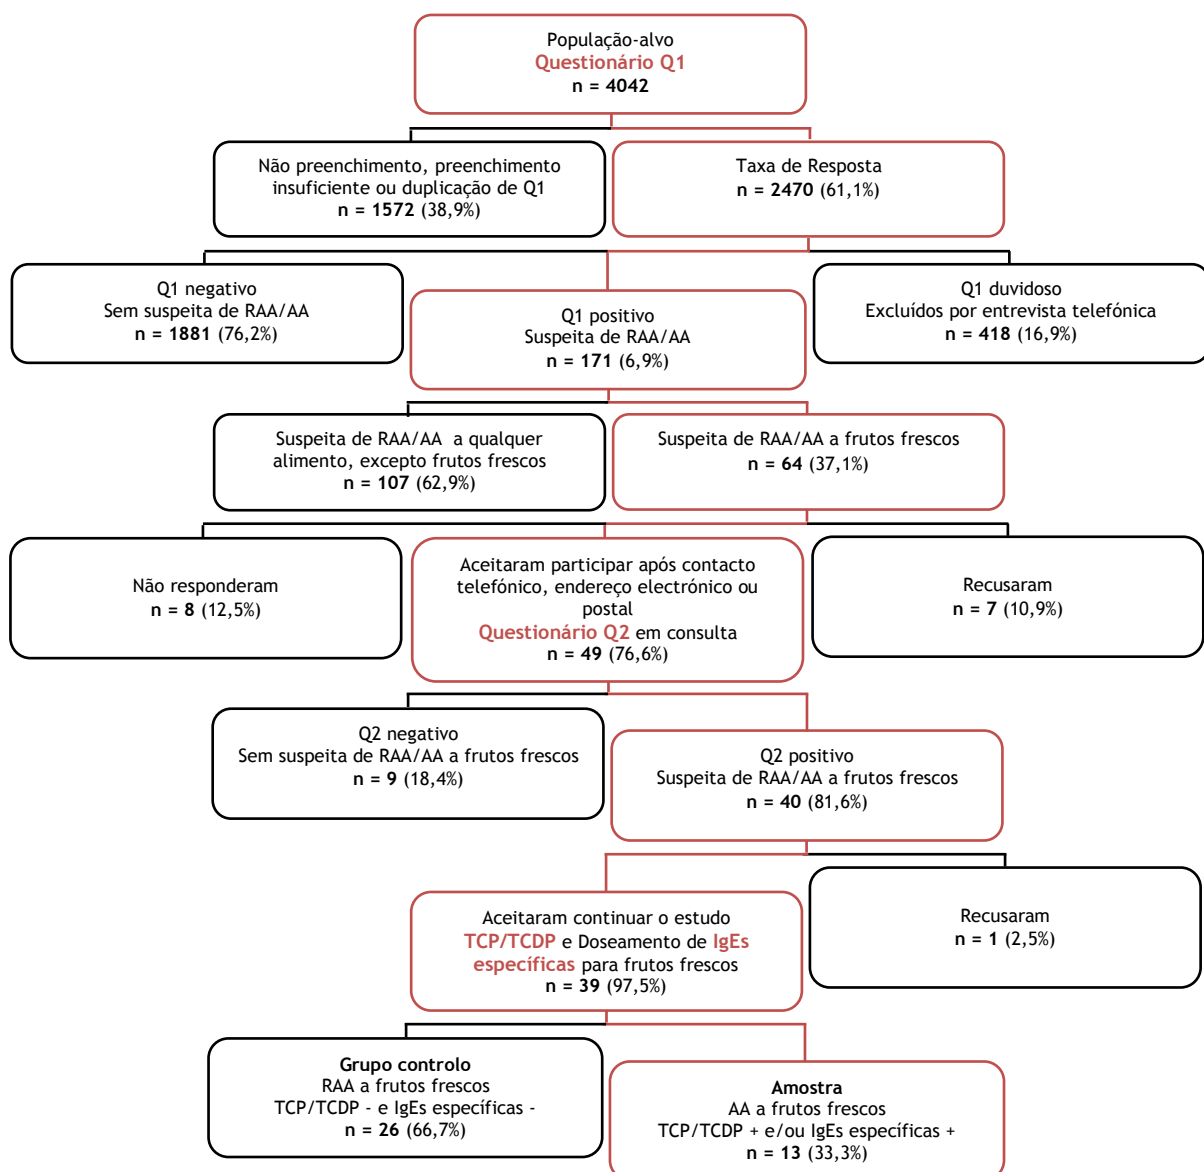 População-alvo
Questionário Q1
n = 4042
Não preenchimento, preenchimento
insuficiente ou duplicação de Q1
n = 1572 (38,9%)
Taxa de Resposta
n = 2470 (61,1%)
Q1 negativo
Sem suspeita de RAA/AA
n = 1881 (76,2%)
Q1 positivo
Suspeita de RAA/AA
n = 171 (6,9%)
Q1 duvidoso
Excluídos por entrevista telefónica
n = 418 (16,9%)
Suspeita de RAA/AA a qualquer
alimento, excepto frutos frescos
n = 107 (62,9%)
Suspeita de RAA/AA a frutos frescos
n = 64 (37,1%)
Não responderam
n = 8 (12,5%)
Aceitaram participar após contacto
telefónico, endereço electrónico ou
postal
Questionário Q2 em consulta
n = 49 (76,6%)
Recusaram
n = 7 (10,9%)
Q2 negativo
Sem suspeita de RAA/AA a frutos frescos
n = 9 (18,4%)
Q2 positivo
Suspeita de RAA/AA a frutos frescos
n = 40 (81,6%)
Aceitaram continuar o estudo
TCP/TCDP e Doseamento de IgEs
específicas para frutos frescos
n = 39 (97,5%)
Recusaram
n = 1 (2,5%)
Grupo controlo
RAA a frutos frescos
TCP/TCDP - e IgEs específicas -
n = 26 (66,7%)
Amostra
AA a frutos frescos
TCP/TCDP + e/ou IgEs específicas +
n = 13 (33,3%)